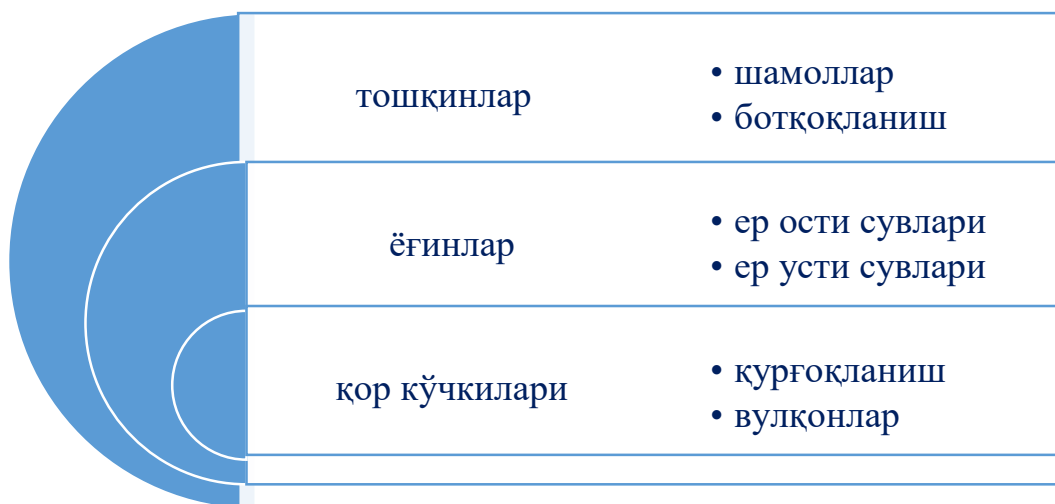 тошқинлар
• шамоллар
• ботқоқланиш
ёғинлар
• ер ости сувлари
• ер усти сувлари
қор кўчкилари
• қурғоқланиш
• вулқонлар